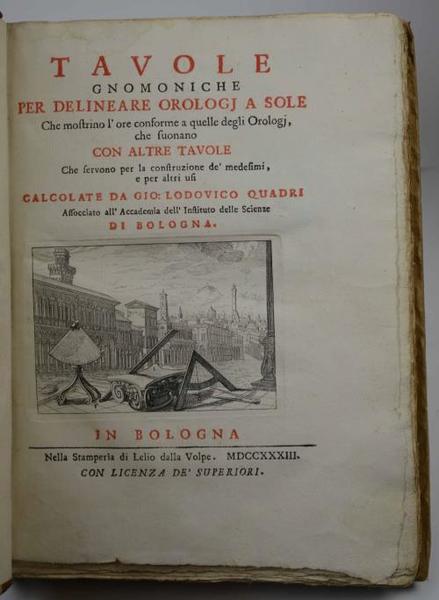 TAVOLE
GNOMONICHE
PER DELINEARE OROLOGJ A SOLE
Che moſtrino l' ore conforme a quelle degli Orologj,
che ſuonano
CON ALTRE TAVOLE
Che ſervono per la conſtruzione de' medeſimi,
e per altri uſi
CALCOLATE DA GIO: LODOVICO QUADRI
Aſſocciato all' Accademia dell' Inſtituto delle Scienze
DI BOLOGNA.
IN BOLOGNA
Nella Stamperia di Lelio dalla Volpe. MDCCXXXIII.
CON LICENZA DE' SUPERIORI.